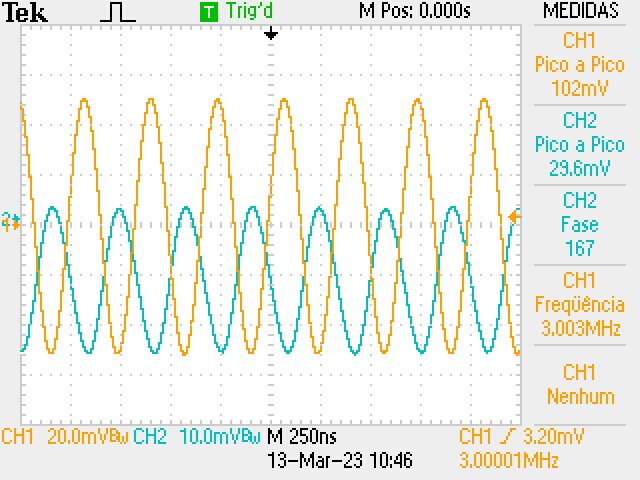 Tek T Trig'd M Pos: 0.000s MEDIDAS
CH1
Pico a Pico
102mV
CH2
Pico a Pico
29.6mV
CH2
Fase
167
CH1
Freqüência
3.003MHz
CH1
Nenhum
CH1 20.0mVBw CH2 10.0mVBw M 250ns CH1 3.20mV
13-Mar-23 10:46 3.00001MHz